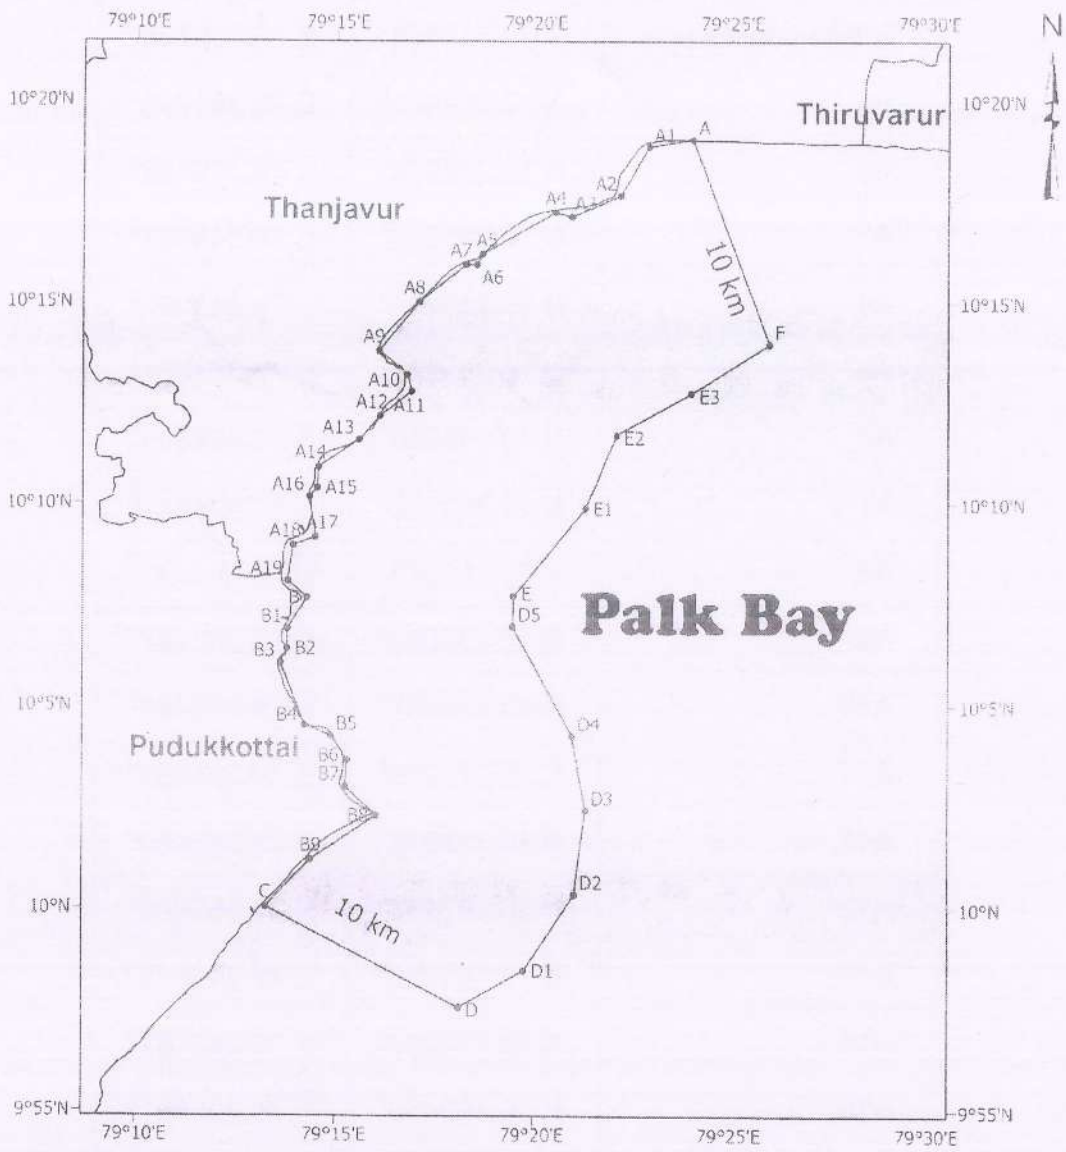 79°10'E 79°15'E 79°20'E 79°25'E 79°30'E
N
10°20'N 10°20'N
Thiruvarur
A1 A
A2
A4 A3
Thanjavur
A5
A7 A6
10 km
A8
10°15'N 10°15'N
A9 F
A10
A12 A11 E3
A13 E2
A14
A16 A15
10°10'N 10°10'N
E1
A18 A17
A19
B E
Palk Bay
B1 D5
B3 B2
10°5'N 10°5'N
B4 B5 D4
Pudukkottai
B6
B7
B8 D3
B9
C D2
10°N 10°N
10 km
D1
D
9°55'N 9°55'N
79°10'E 79°15'E 79°20'E 79°25'E 79°30'E